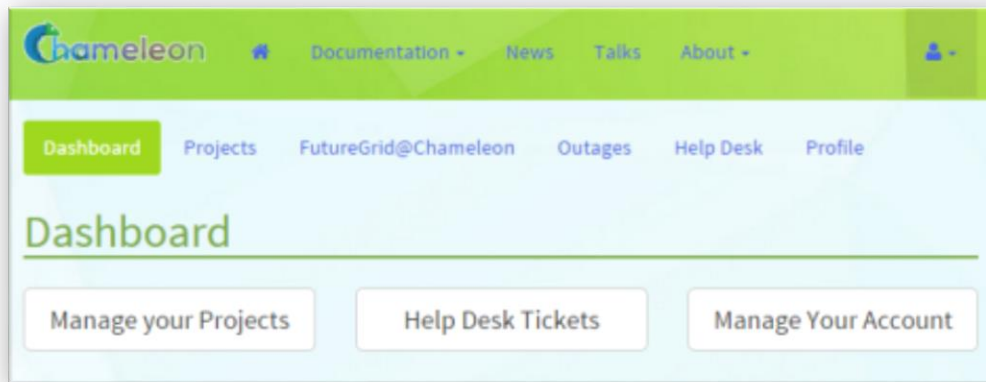 Chameleon Documentation News Talks About
Dashboard Projects FutureGrid@Chameleon Outages Help Desk Profile
Dashboard
Manage your Projects Help Desk Tickets Manage Your Account